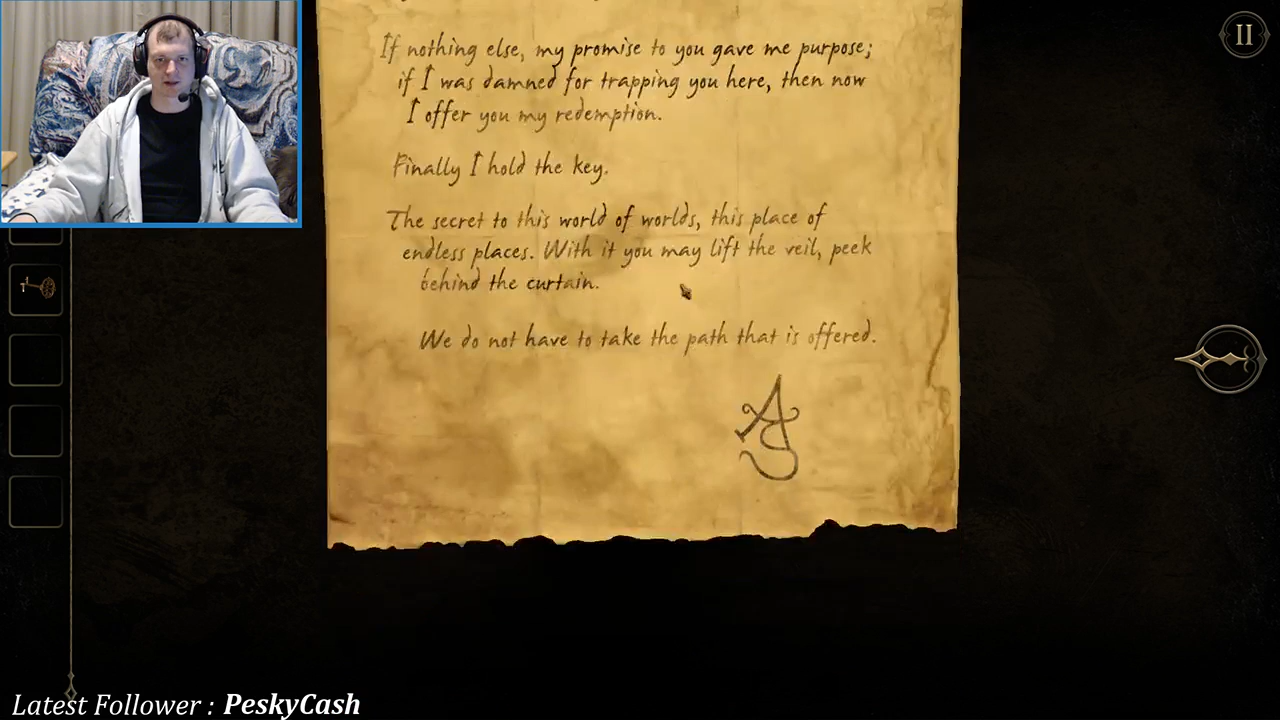 If nothing else, my promise to you gave me purpose;
if I was damned for trapping you here, then now
I offer you my redemption.
Finally I hold the key.
The secret to this world of worlds, this place of
endless places. With it you may lift the veil, peek
behind the curtain.
We do not have to take the path that is offered.
AS
Latest Follower : PeskyCash